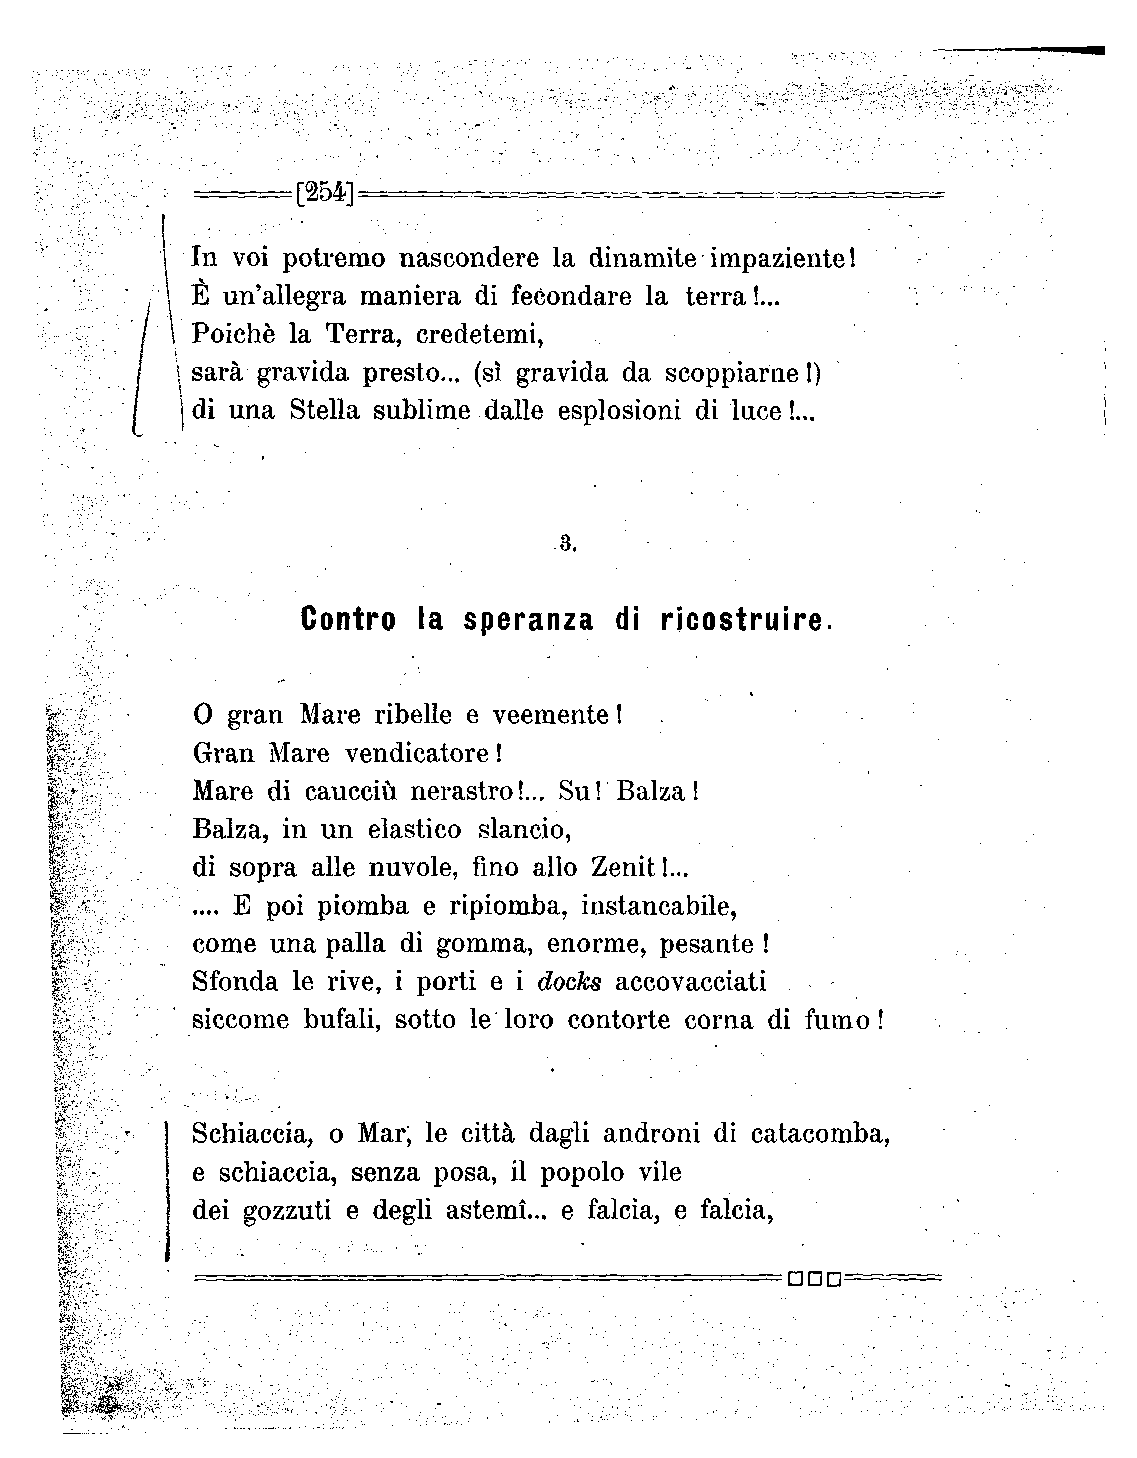 [254]
In voi potremo nascondere la dinamite impaziente!
È un'allegra maniera di fecondare la terra!...
Poichè la Terra, credetemi,
sarà gravida presto... (sì gravida da scoppiarne!)
di una Stella sublime dalle esplosioni di luce!...
3.
Contro la speranza di ricostruire.
O gran Mare ribelle e veemente!
Gran Mare vendicatore!
Mare di caucciù nerastro!... Su! Balza!
Balza, in un elastico slancio,
di sopra alle nuvole, fino allo Zenit!...
.... E poi piomba e ripiomba, instancabile,
come una palla di gomma, enorme, pesante!
Sfonda le rive, i porti e i docks accovacciati
siccome bufali, sotto le loro contorte corna di fumo!
Schiaccia, o Mar, le città dagli androni di catacomba,
e schiaccia, senza posa, il popolo vile
dei gozzuti e degli astemî... e falcia, e falcia,